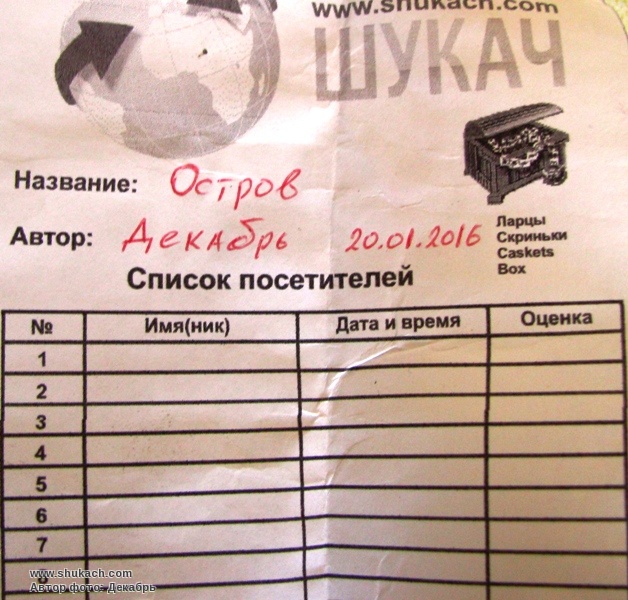 www.shukach.com
ШУКАЧ
Название: Остров
Автор: Декабрь 20.01.2016
Ларцы
Скриньки
Caskets
Box
Список посетителей
№ Имя(ник) Дата и время Оценка
1
2
3
4
5
6
7
8
www.shukach.com
Автор фото: Декабрь